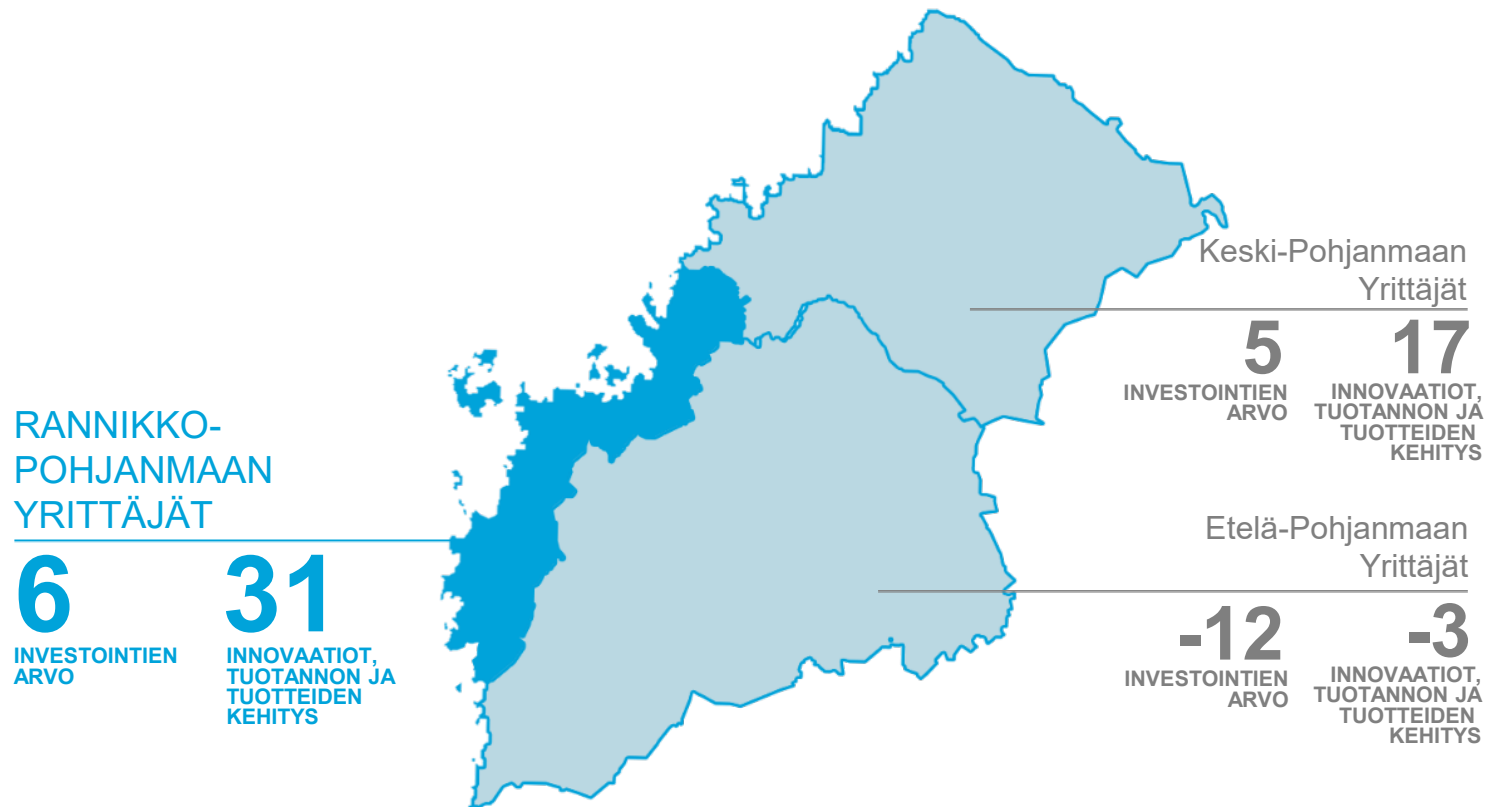 RANNIKKO-
POHJANMAAN
YRITTÄJÄT
6
31
INVESTOINTIEN
ARVO
INNOVAATIOT,
TUOTANNON JA
TUOTTEIDEN
KEHITYS
Keski-Pohjanmaan
Yrittäjät
5
17
INVESTOINTIEN
ARVO
INNOVAATIOT,
TUOTANNON JA
TUOTTEIDEN
KEHITYS
Etelä-Pohjanmaan
Yrittäjät
-12
-3
INVESTOINTIEN
ARVO
INNOVAATIOT,
TUOTANNON JA
TUOTTEIDEN
KEHITYS